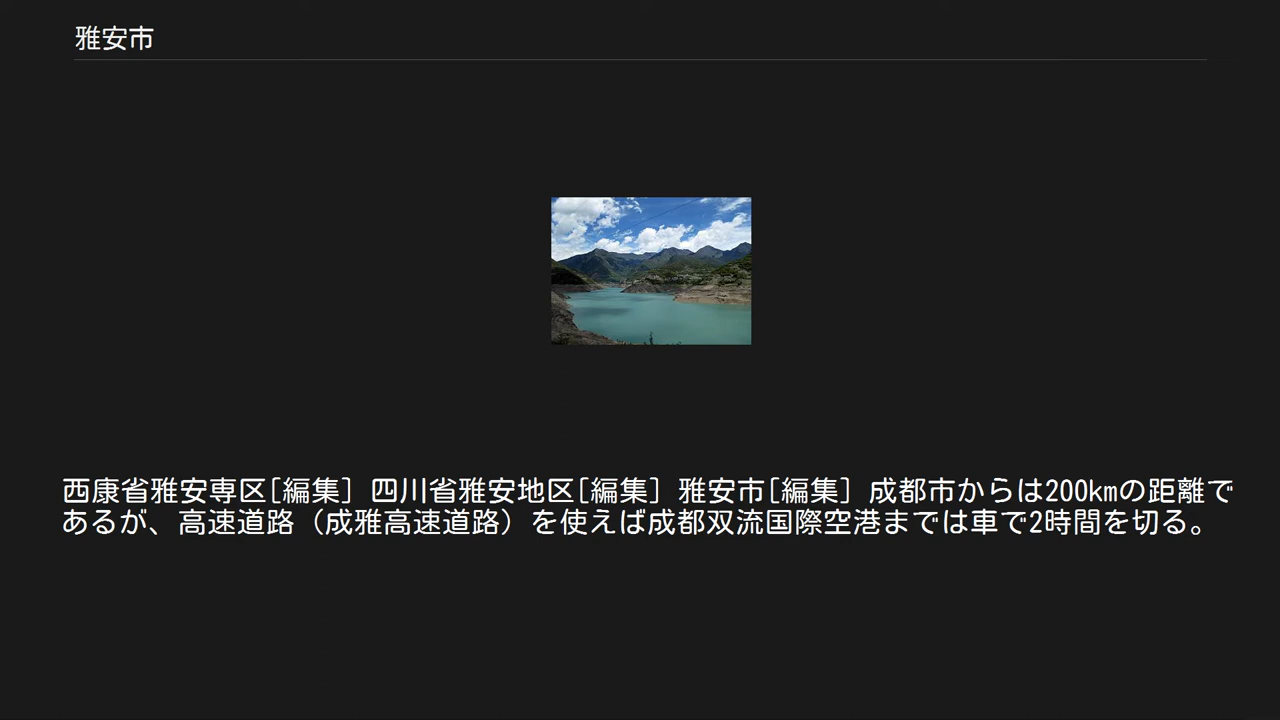 雅安市
西康省雅安専区[編集] 四川省雅安地区[編集] 雅安市[編集] 成都市からは200kmの距離で
あるが、高速道路（成雅高速道路）を使えば成都双流国際空港までは車で2時間を切る。